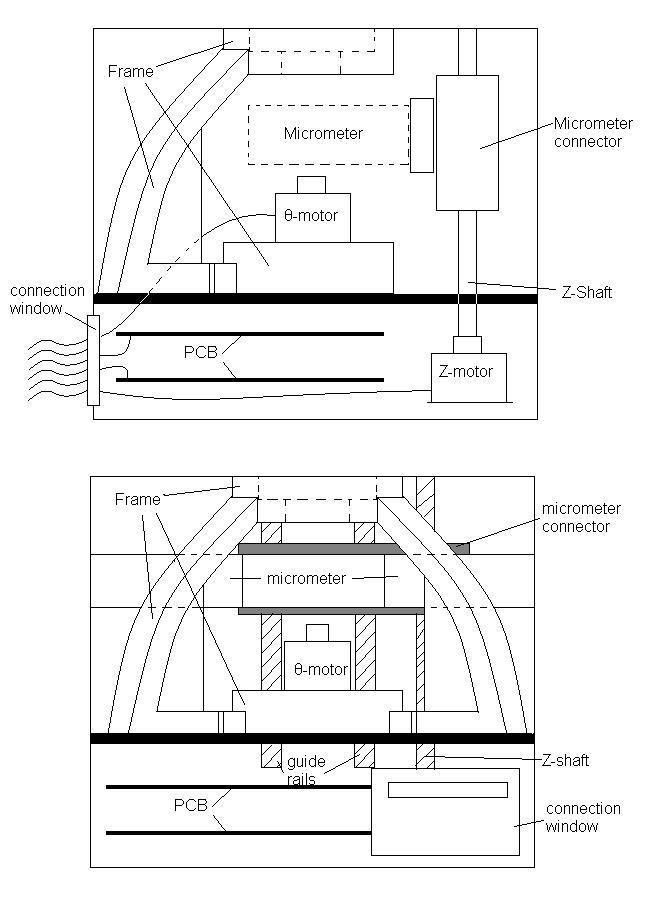 Frame
Micrometer
Micrometer
connector
θ-motor
connection
window
Z-Shaft
PCB
Z-motor
Frame
micrometer
connector
micrometer
θ-motor
guide
rails
Z-shaft
PCB
connection
window